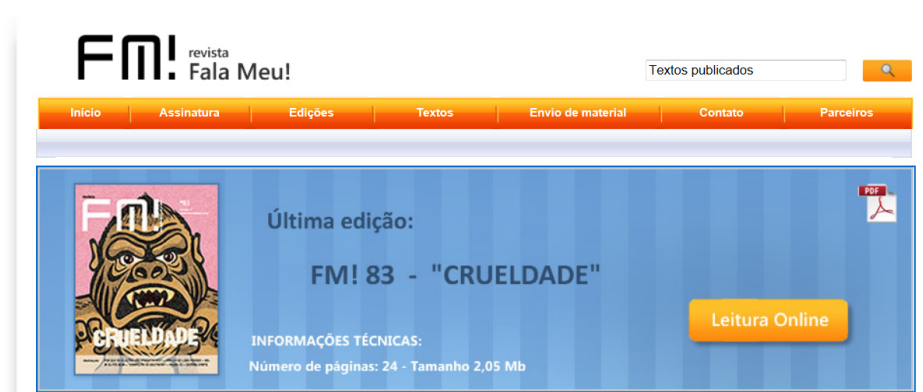 FM! revista
Fala Meu!
Textos publicados
Início Assinatura Edições Textos Envio de material Contato Parceiros
revista
FM!
CRUELDADE
PDF
Última edição:
FM! 83 - "CRUELDADE"
Leitura Online
INFORMAÇÕES TÉCNICAS:
Número de páginas: 24 - Tamanho 2,05 Mb